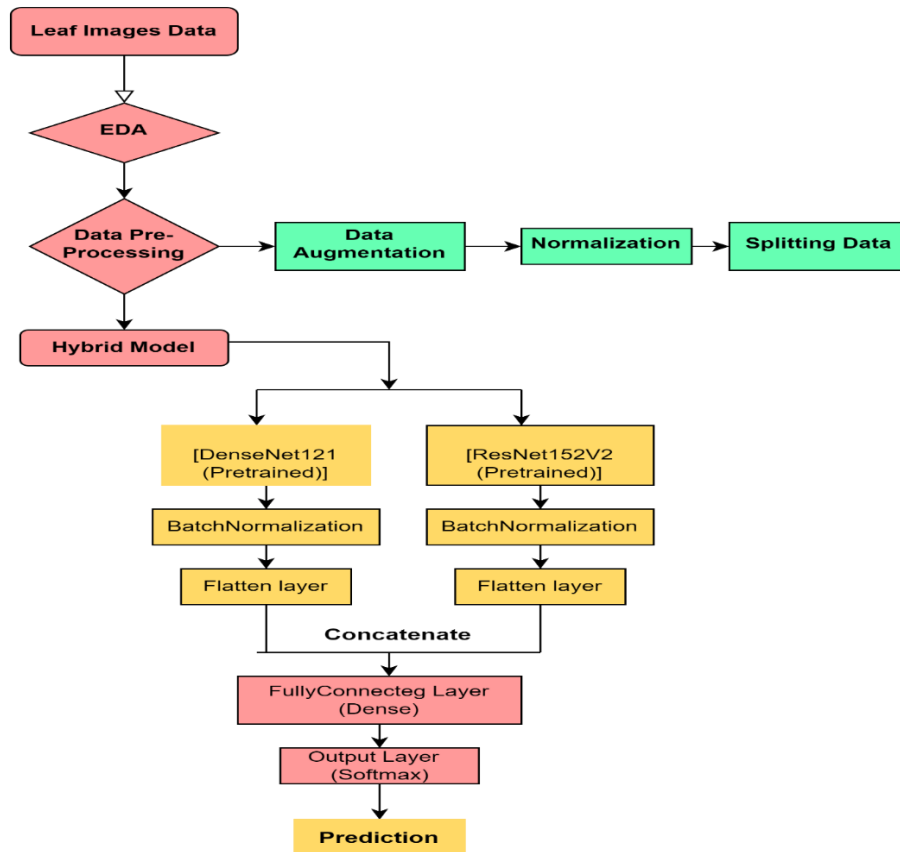 Leaf Images Data
EDA
Data Pre-
Processing
Data
Augmentation
Normalization
Splitting Data
Hybrid Model
[DenseNet121
(Pretrained)]
[ResNet152V2
(Pretrained)]
BatchNormalization
BatchNormalization
Flatten layer
Flatten layer
Concatenate
FullyConnecteg Layer
(Dense)
Output Layer
(Softmax)
Prediction